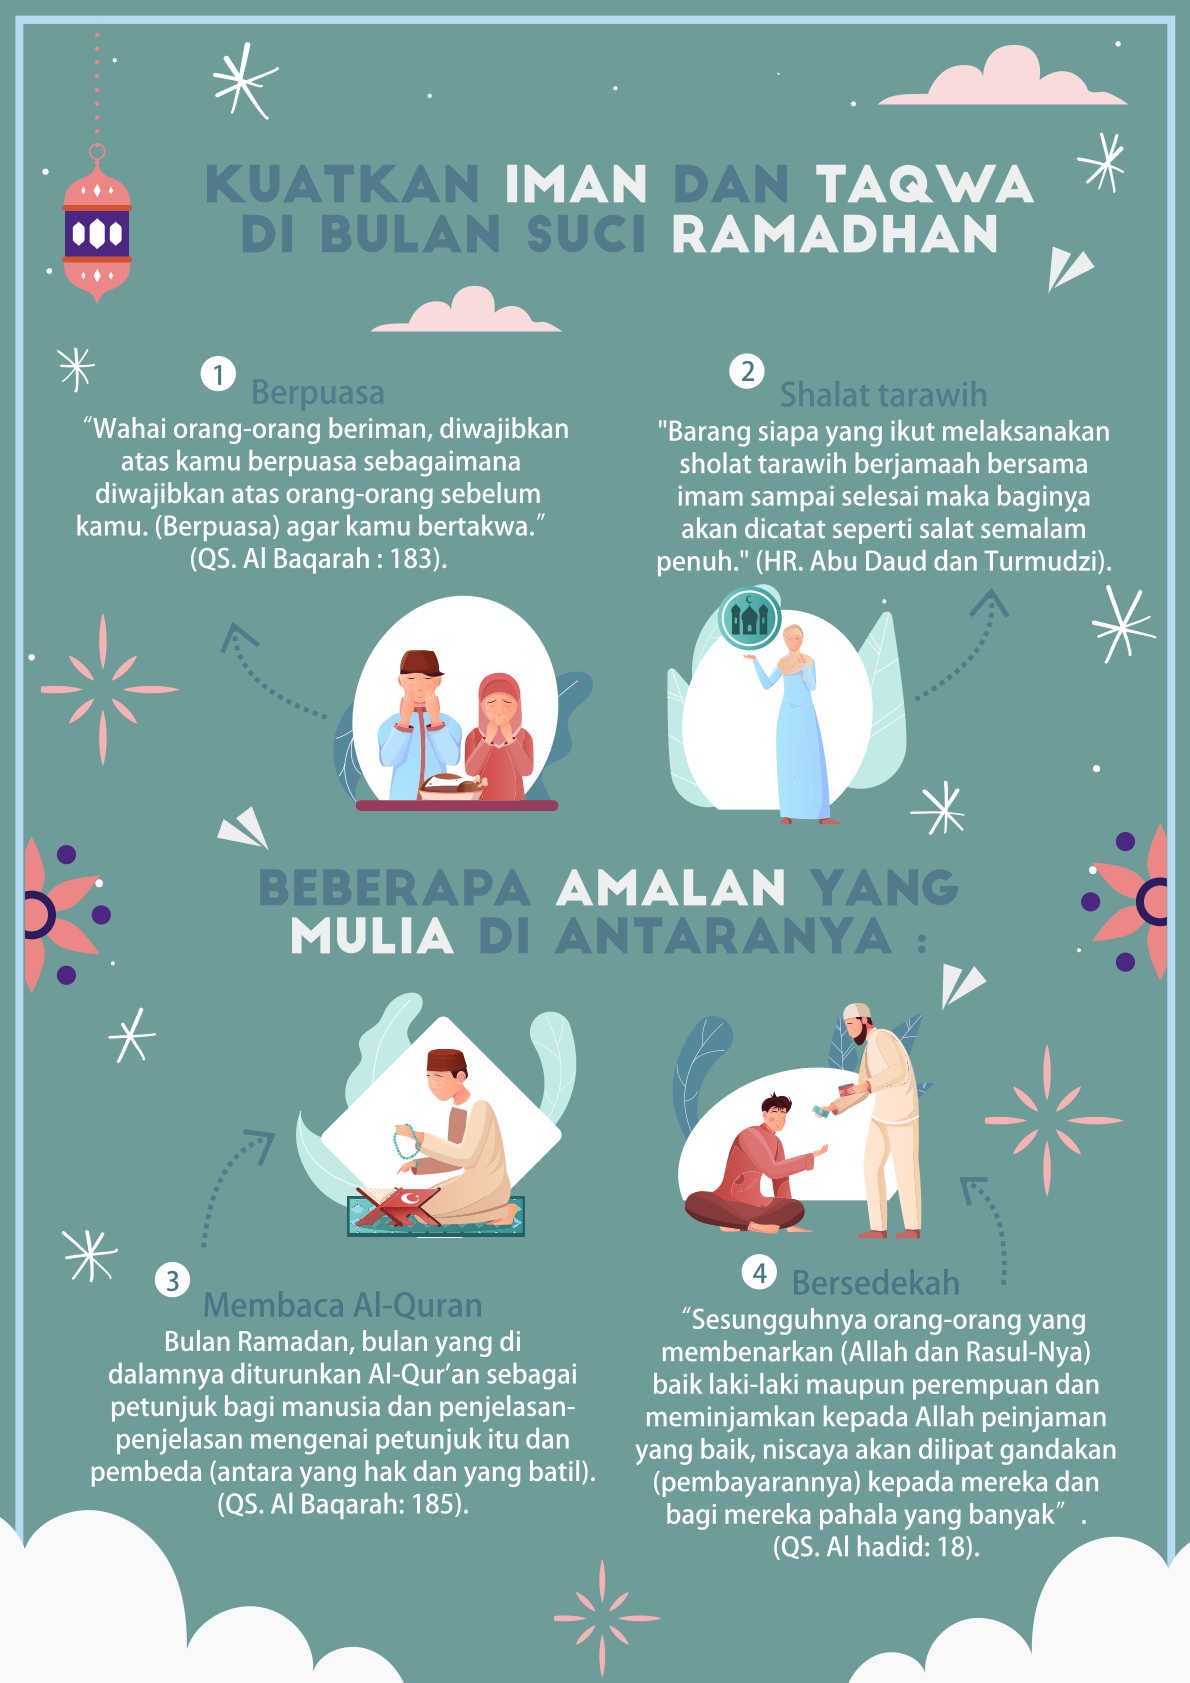 KUATKAN IMAN DAN TAQWA
DI BULAN SUCI RAMADHAN
1
Berpuasa
“Wahai orang-orang beriman, diwajibkan
atas kamu berpuasa sebagaimana
diwajibkan atas orang-orang sebelum
kamu. (Berpuasa) agar kamu bertakwa.”
(QS. Al Baqarah : 183).
2
Shalat tarawih
"Barang siapa yang ikut melaksanakan
sholat tarawih berjamaah bersama
imam sampai selesai maka baginya
akan dicatat seperti salat semalam
penuh." (HR. Abu Daud dan Turmudzi).
BEBERAPA AMALAN YANG
MULIA DI ANTARANYA :
3
Membaca Al-Quran
Bulan Ramadan, bulan yang di
dalamnya diturunkan Al-Qur’an sebagai
petunjuk bagi manusia dan penjelasan-
penjelasan mengenai petunjuk itu dan
pembeda (antara yang hak dan yang batil).
(QS. Al Baqarah: 185).
4
Bersedekah
“Sesungguhnya orang-orang yang
membenarkan (Allah dan Rasul-Nya)
baik laki-laki maupun perempuan dan
meminjamkan kepada Allah peinjaman
yang baik, niscaya akan dilipat gandakan
(pembayarannya) kepada mereka dan
bagi mereka pahala yang banyak” .
(QS. Al hadid: 18).